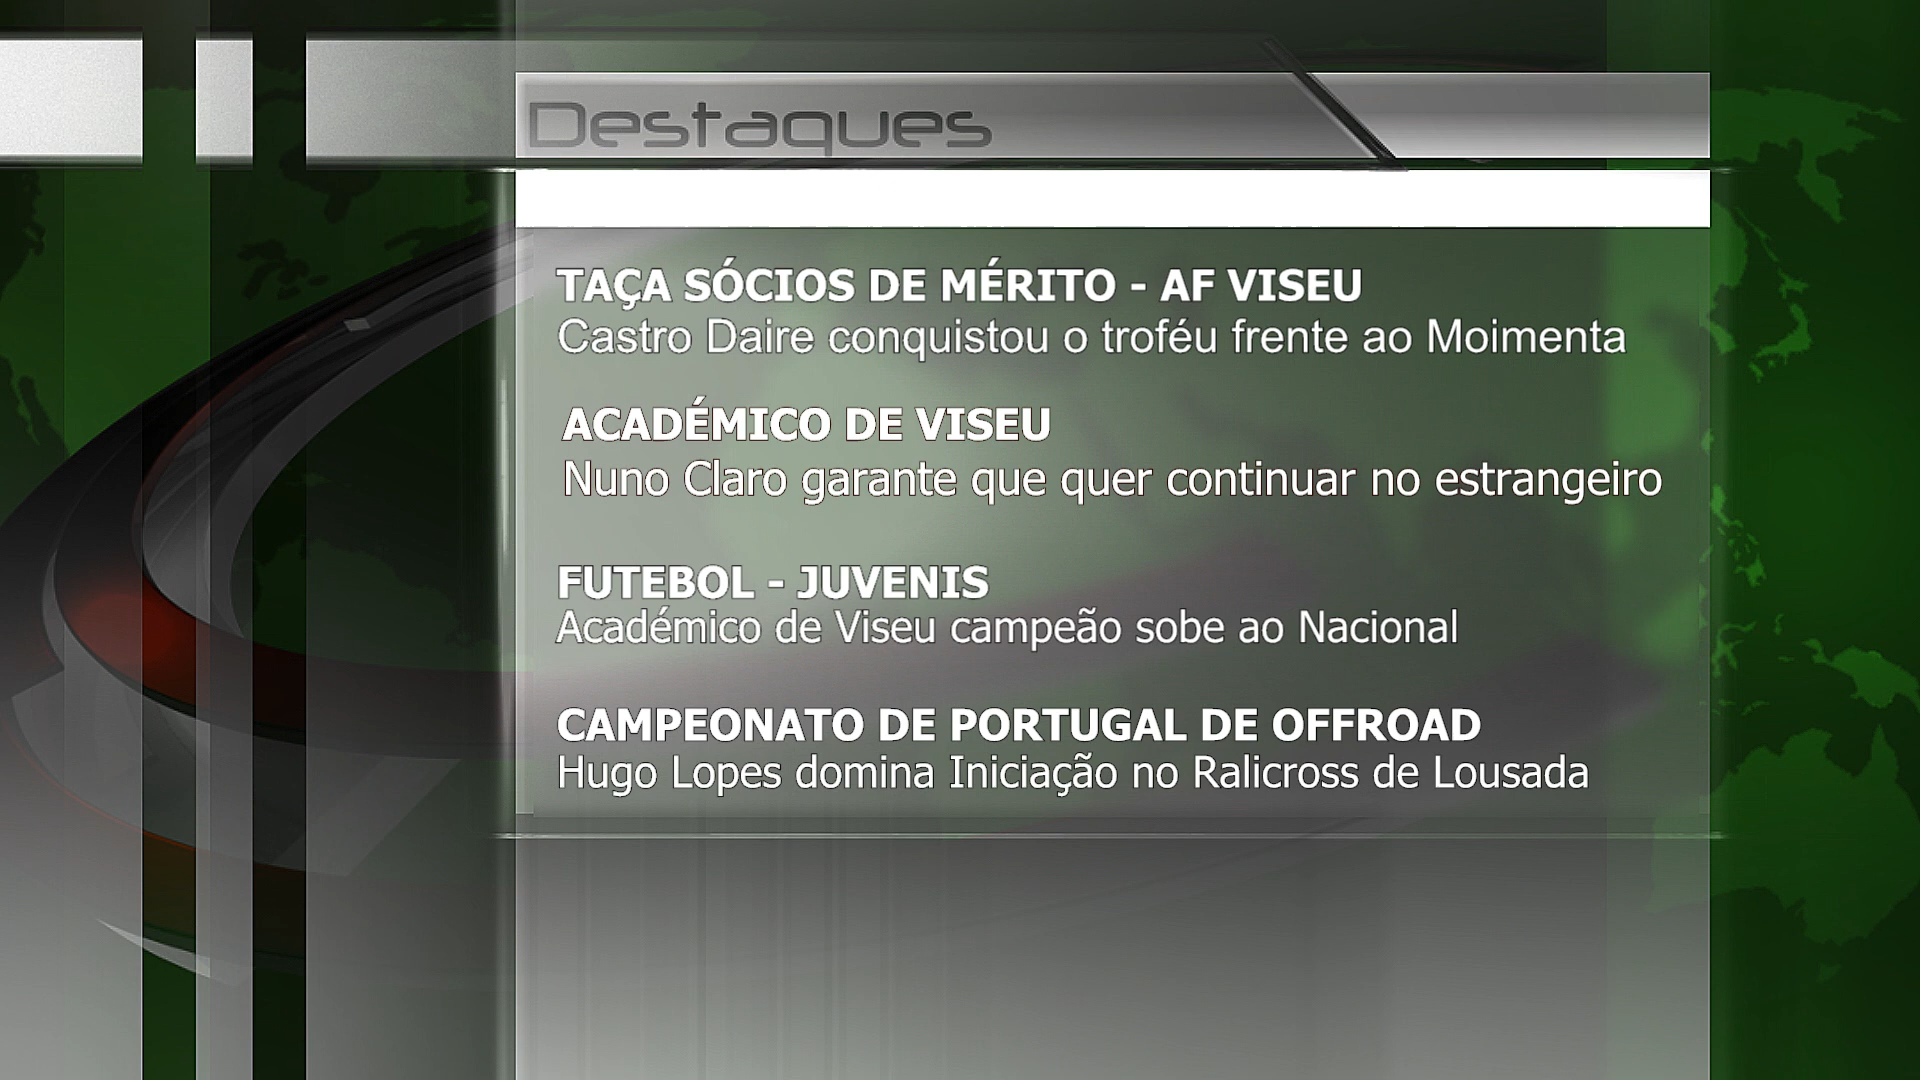 Destaques
TAÇA SÓCIOS DE MÉRITO - AF VISEU
Castro Daire conquistou o troféu frente ao Moimenta
ACADÉMICO DE VISEU
Nuno Claro garante que quer continuar no estrangeiro
FUTEBOL - JUVENIS
Académico de Viseu campeão sobe ao Nacional
CAMPEONATO DE PORTUGAL DE OFFROAD
Hugo Lopes domina Iniciação no Ralicross de Lousada